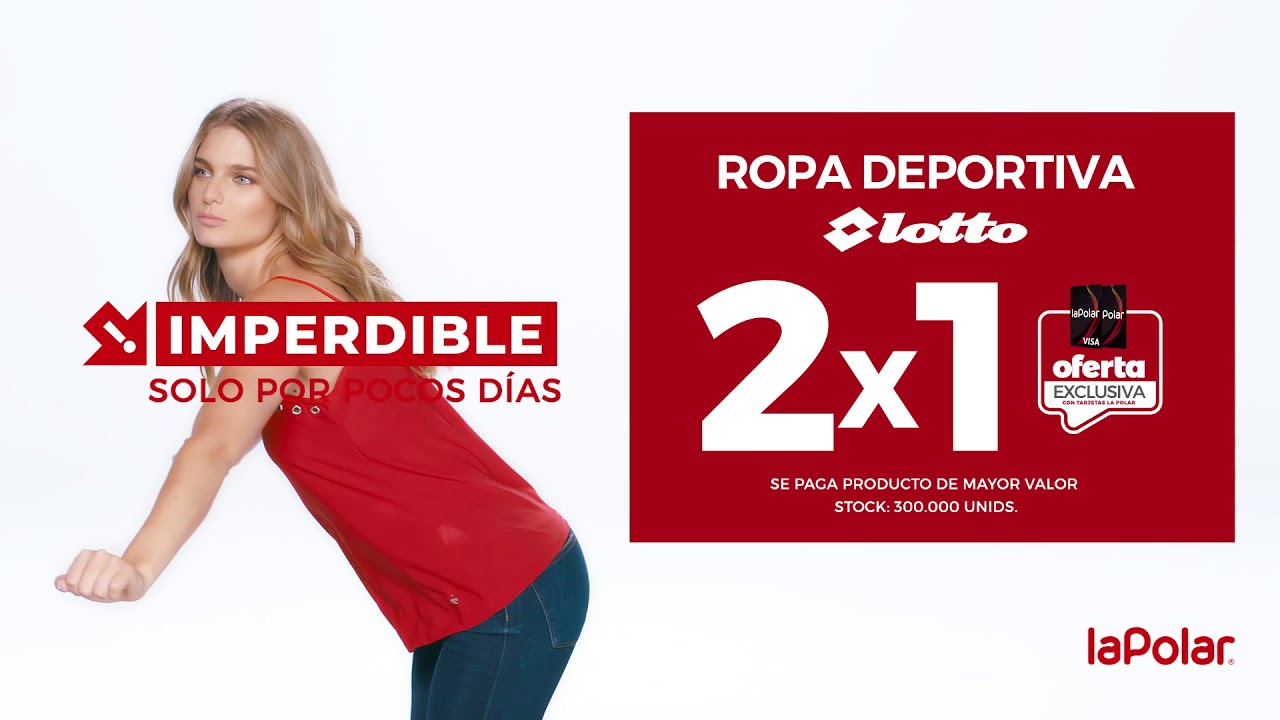 IMPERDIBLE
SOLO POR POCOS DÍAS
ROPA DEPORTIVA
lotto
2x1
laPolar Polar
VISA
oferta
EXCLUSIVA
CON TARJETAS LA POLAR
SE PAGA PRODUCTO DE MAYOR VALOR
STOCK: 300.000 UNIDS.
laPolar